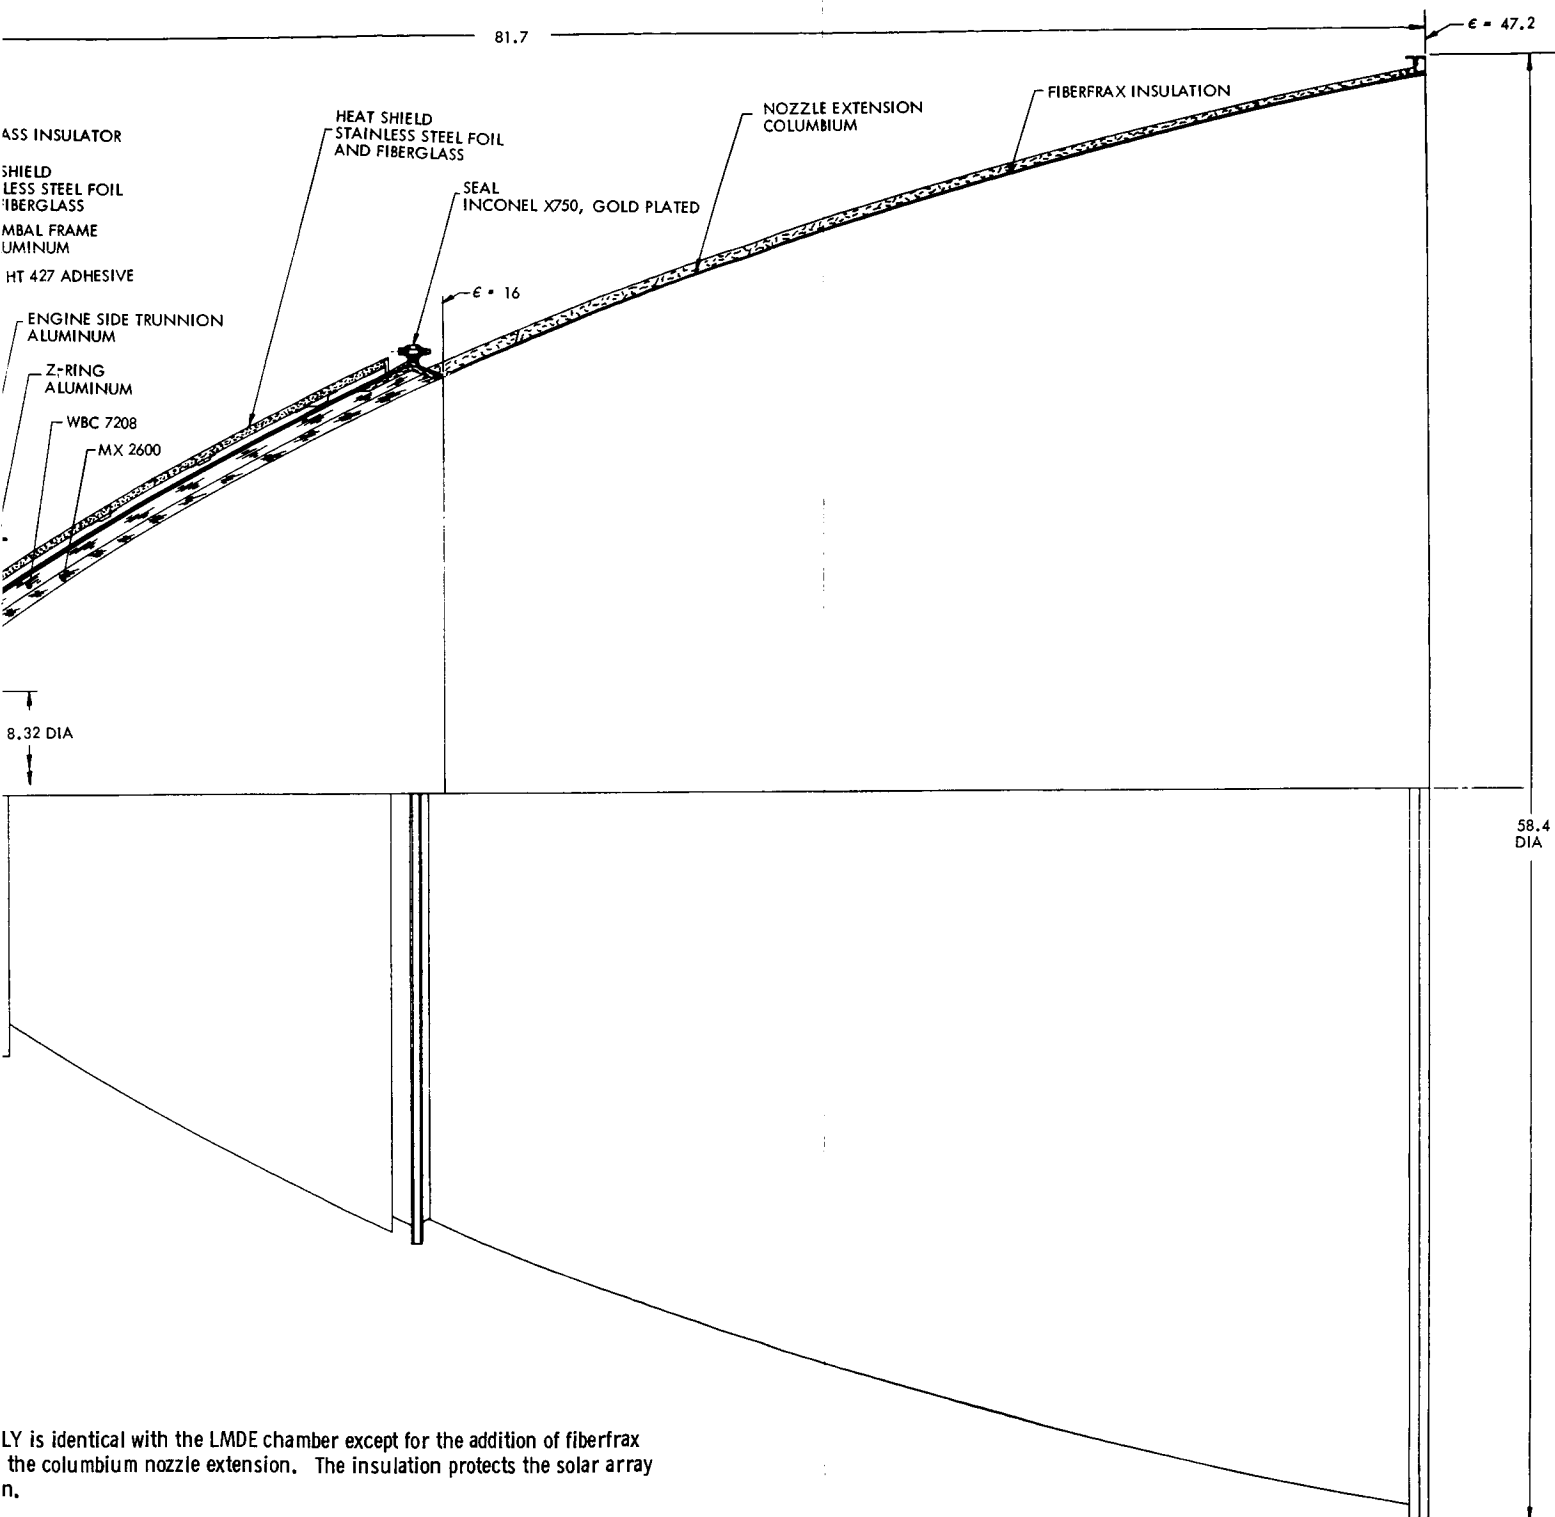 81.7
ϵ = 47.2
ASS INSULATOR
SHIELD
LESS STEEL FOIL
FIBERGLASS
MBAL FRAME
UMINUM
HT 427 ADHESIVE
ENGINE SIDE TRUNNION
ALUMINUM
Z-RING
ALUMINUM
WBC 7208
MX 2600
HEAT SHIELD
STAINLESS STEEL FOIL
AND FIBERGLASS
SEAL
INCONEL X750, GOLD PLATED
NOZZLE EXTENSION
COLUMBIUM
FIBERFRAX INSULATION
ϵ = 16
8.32 DIA
58.4
DIA
LY is identical with the LMDE chamber except for the addition of fiberfrax
the columbium nozzle extension. The insulation protects the solar array
n.